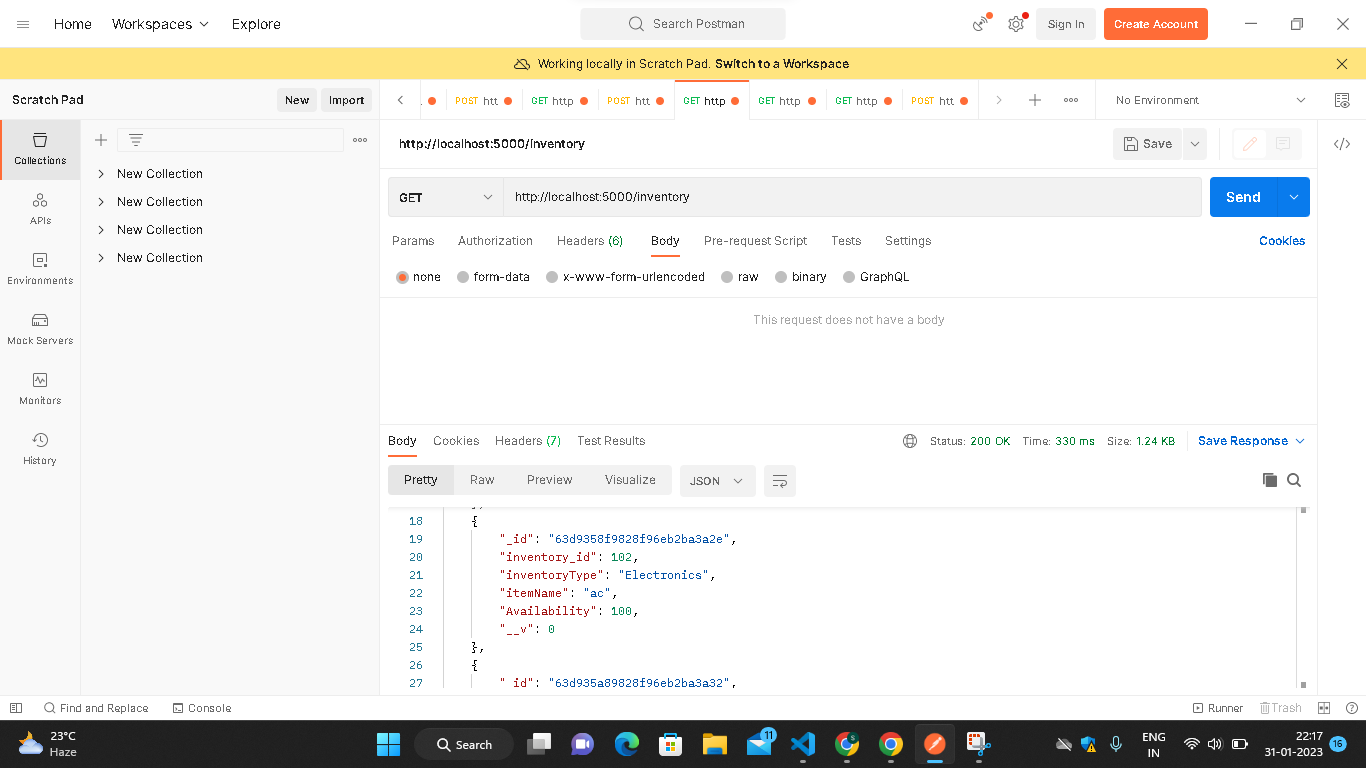 Home Workspaces Explore Search Postman Sign In Create Account
Working locally in Scratch Pad. Switch to a Workspace
Scratch Pad New Import
POST htt GET http POST htt GET http GET http GET http POST htt No Environment
http://localhost:5000/inventory Save
Collections
New Collection
New Collection
New Collection
New Collection
APIs
Environments
Mock Servers
Monitors
History
GET http://localhost:5000/inventory Send
Params Authorization Headers (6) Body Pre-request Script Tests Settings Cookies
none form-data x-www-form-urlencoded raw binary GraphQL
This request does not have a body
Body Cookies Headers (7) Test Results Status: 200 OK Time: 330 ms Size: 1.24 KB Save Response
Pretty Raw Preview Visualize JSON
18 {
19 "_id": "63d9358f9828f96eb2ba3a2e",
20 "inventory_id": 102,
21 "inventoryType": "Electronics",
22 "itemName": "ac",
23 "Availability": 100,
24 "__v": 0
25 },
26 {
27 "_id": "63d935a89828f96eb2ba3a32",
Find and Replace Console Runner Trash
23°C
Haze
Search
11
ENG
IN
22:17
31-01-2023
16